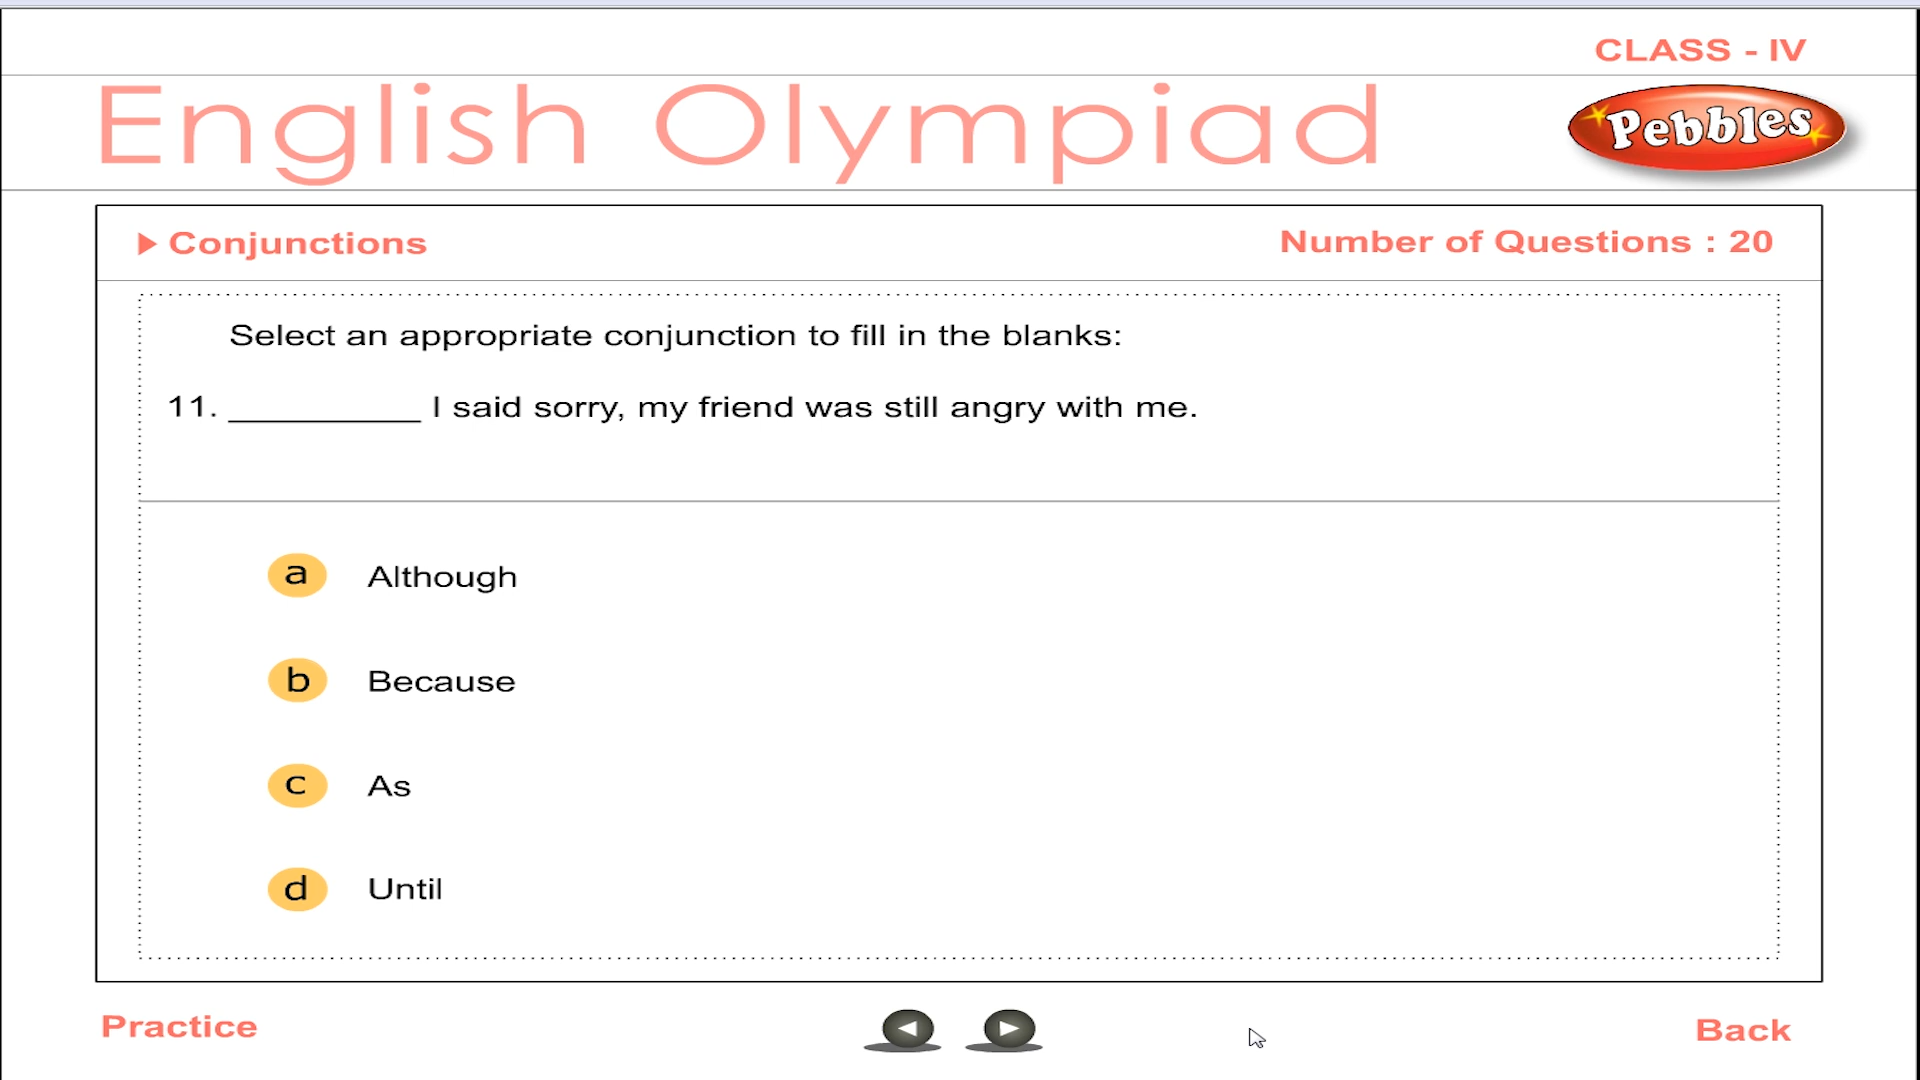 CLASS - IV
English Olympiad
Pebbles
Conjunctions
Number of Questions : 20
Select an appropriate conjunction to fill in the blanks:
11. ____________ I said sorry, my friend was still angry with me.
a Although
b Because
c As
d Until
Practice
Back